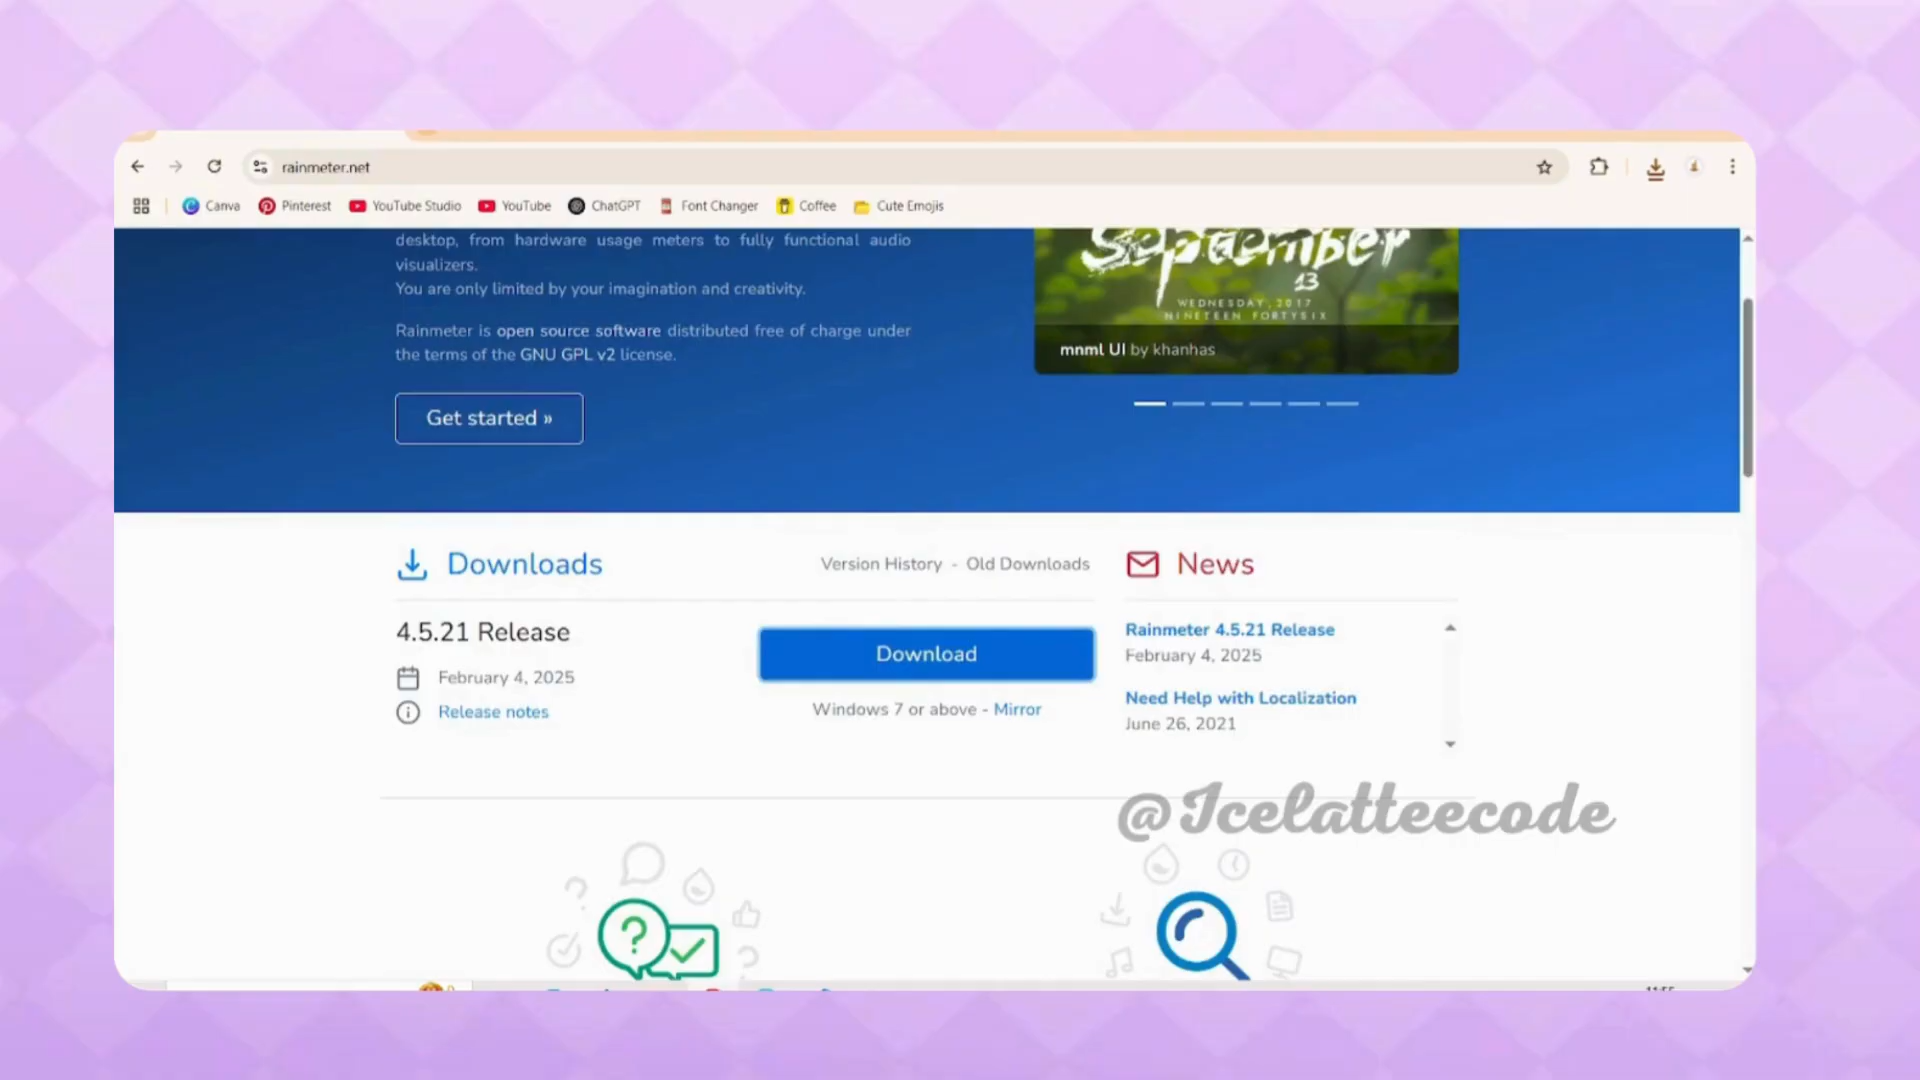 rainmeter.net
Canva Pinterest YouTube Studio YouTube ChatGPT Font Changer Coffee Cute Emojis
desktop, from hardware usage meters to fully functional audio
visualizers.
You are only limited by your imagination and creativity.
Rainmeter is open source software distributed free of charge under
the terms of the GNU GPL v2 license.
Get started »
September
13
WEDNESDAY, 2017
NINETEEN FORTYSIX
mnml UI by khanhas
Downloads
Version History - Old Downloads
4.5.21 Release
February 4, 2025
Release notes
Download
Windows 7 or above - Mirror
News
Rainmeter 4.5.21 Release
February 4, 2025
Need Help with Localization
June 26, 2021
@Icelatteecode